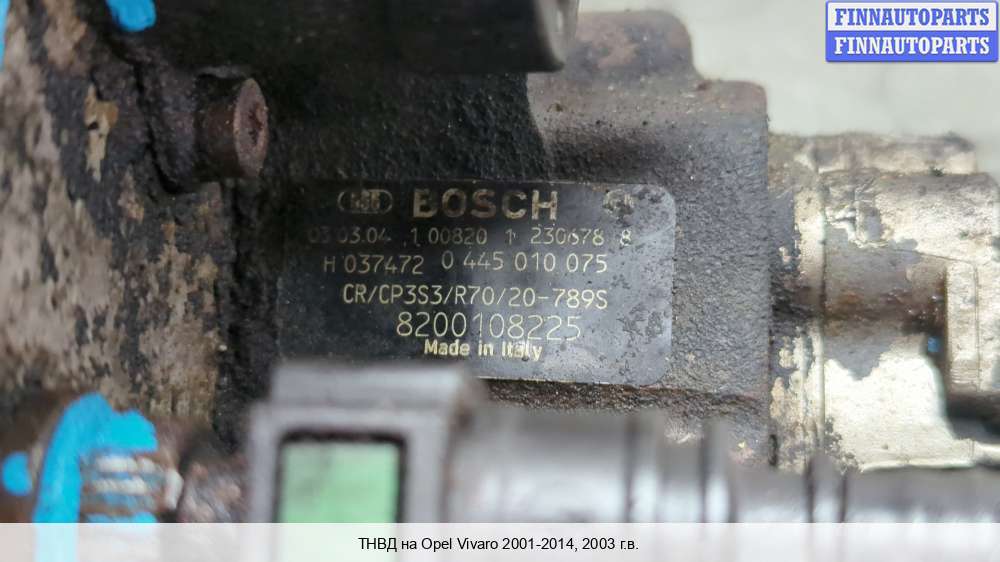 FINNAUTOPARTS
FINNAUTOPARTS
BOSCH
03 03.04 .1 00820 1 230678 8
H 037472 0 445 010 075
CR/CP3S3/R70/20-789S
8200108225
Made in Italy
ТНВД на Opel Vivaro 2001-2014, 2003 г.в.